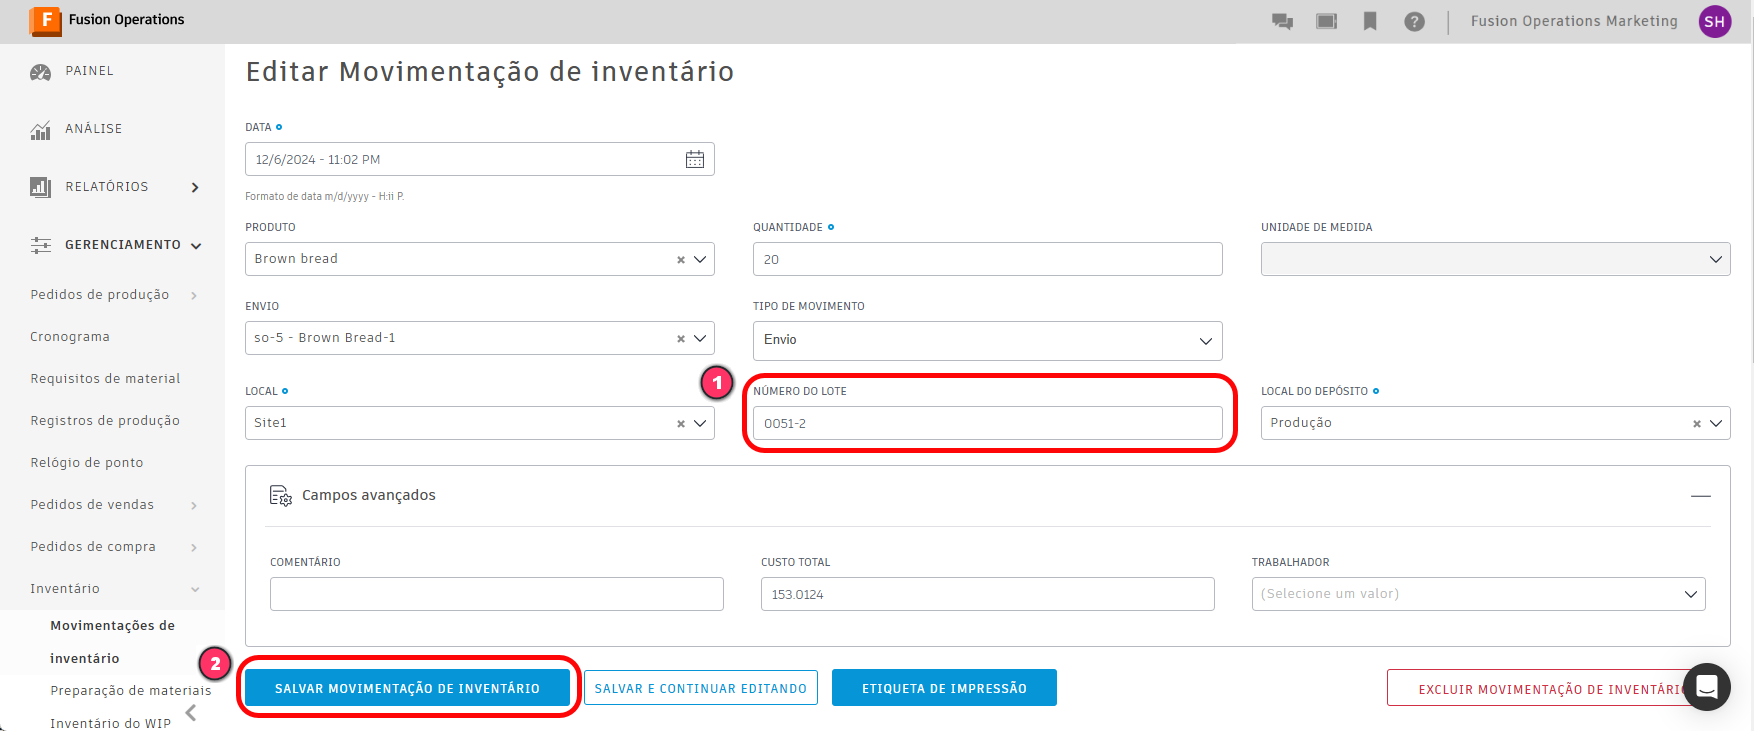 Fusion Operations
Fusion Operations Marketing
SH
PAINEL
ANÁLISE
RELATÓRIOS
GERENCIAMENTO
Pedidos de produção
Cronograma
Requisitos de material
Registros de produção
Relógio de ponto
Pedidos de vendas
Pedidos de compra
Inventário
Movimentações de
inventário
Preparação de materiais
Inventário do WIP
Editar Movimentação de inventário
DATA
12/6/2024 - 11:02 PM
Formato de data m/d/yyyy - H:ii P.
PRODUTO
Brown bread
QUANTIDADE
20
UNIDADE DE MEDIDA
ENVIO
so-5 - Brown Bread-1
TIPO DE MOVIMENTO
Envio
LOCAL
Site1
1
NÚMERO DO LOTE
0051-2
LOCAL DO DEPÓSITO
Produção
Campos avançados
COMENTÁRIO
CUSTO TOTAL
153.0124
TRABALHADOR
(Selecione um valor)
2
SALVAR MOVIMENTAÇÃO DE INVENTÁRIO
SALVAR E CONTINUAR EDITANDO
ETIQUETA DE IMPRESSÃO
EXCLUIR MOVIMENTAÇÃO DE INVENTÁRI